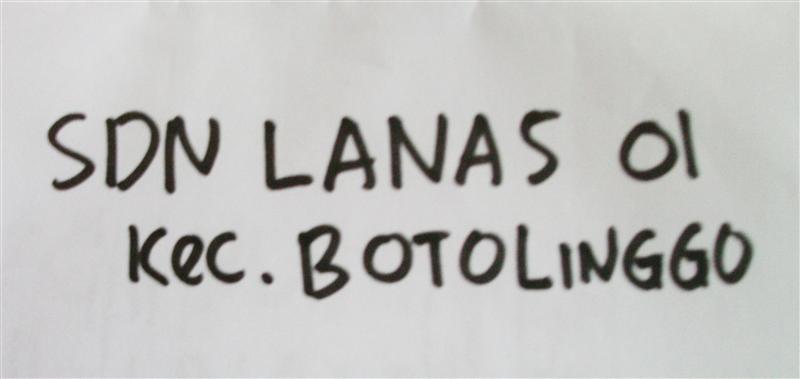 SDN LANAS 01
Kec. BOTOLINGGO